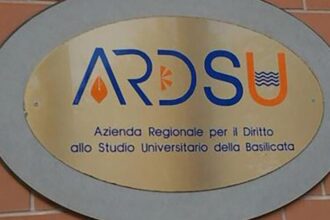 ARDSU
Azienda Regionale per il Diritto
allo Studio Universitario della Basilicata